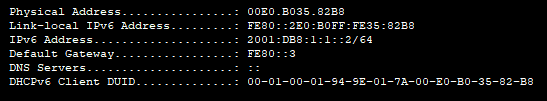 Physical Address................: 00E0.B035.82B8
Link-local IPv6 Address.........: FE80::2E0:B0FF:FE35:82B8
IPv6 Address....................: 2001:DB8:1:1::2/64
Default Gateway.................: FE80::3
DNS Servers.....................: ::
DHCPv6 Client DUID..............: 00-01-00-01-94-9E-01-7A-00-E0-B0-35-82-B8